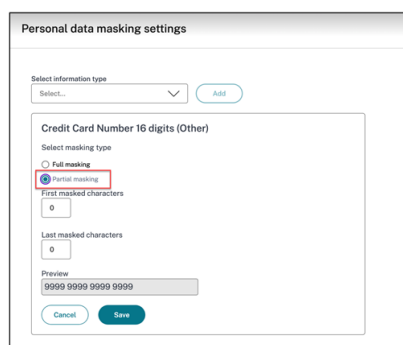 Personal data masking settings
Select information type
Select...
Add
Credit Card Number 16 digits (Other)
Select masking type
Full masking
Partial masking
First masked characters
0
Last masked characters
0
Preview
9999 9999 9999 9999
Cancel
Save